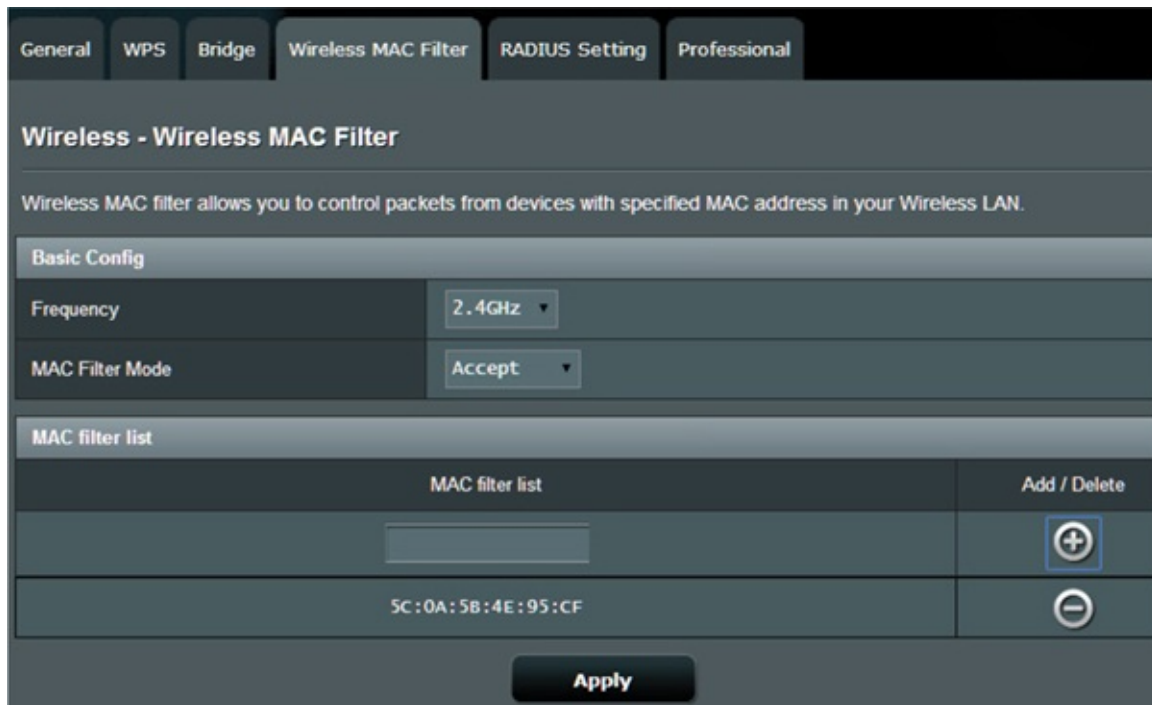 General WPS Bridge Wireless MAC Filter RADIUS Setting Professional
Wireless - Wireless MAC Filter
Wireless MAC filter allows you to control packets from devices with specified MAC address in your Wireless LAN.
Basic Config
Frequency 2.4GHz
MAC Filter Mode Accept
MAC filter list
MAC filter list Add / Delete
5C:0A:5B:4E:95:CF
Apply